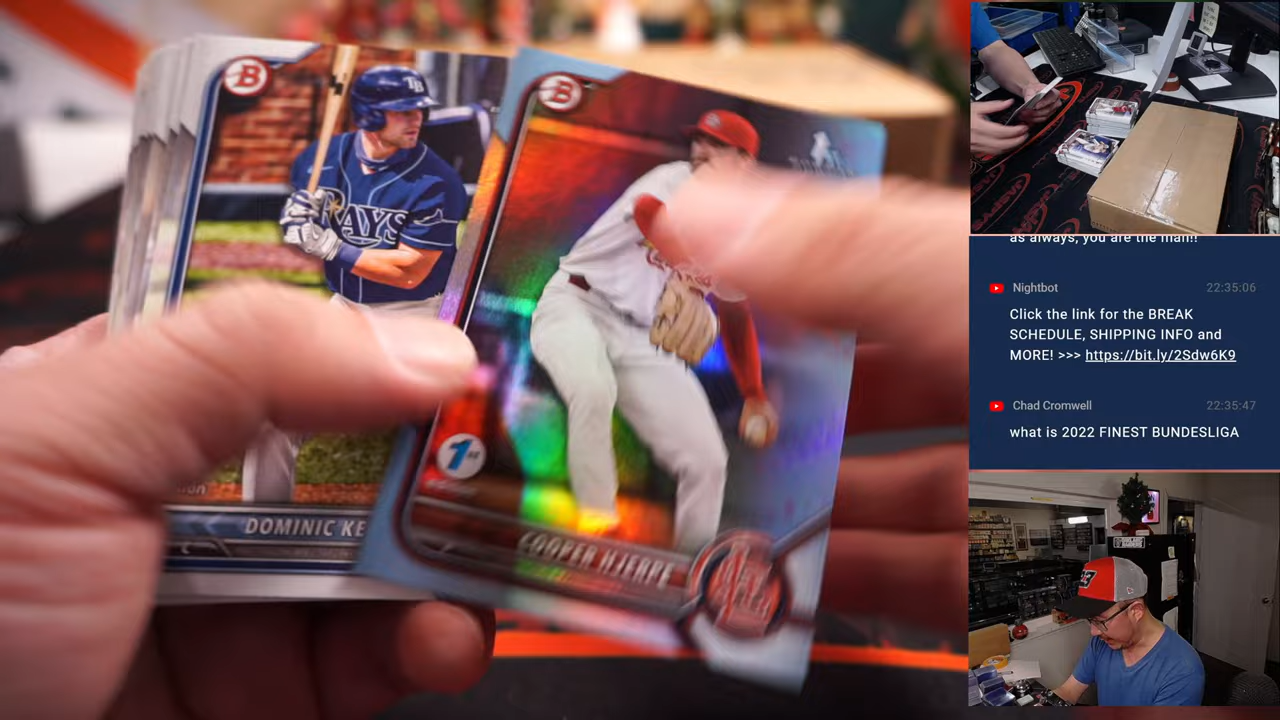 B
TB
RAYS
DOMINIC KE
B
1st
COOPER HJERPE
as always, you are the man!!
Nightbot
22:35:06
Click the link for the BREAK
SCHEDULE, SHIPPING INFO and
MORE! >>> https://bit.ly/2Sdw6K9
Chad Cromwell
22:35:47
what is 2022 FINEST BUNDESLIGA